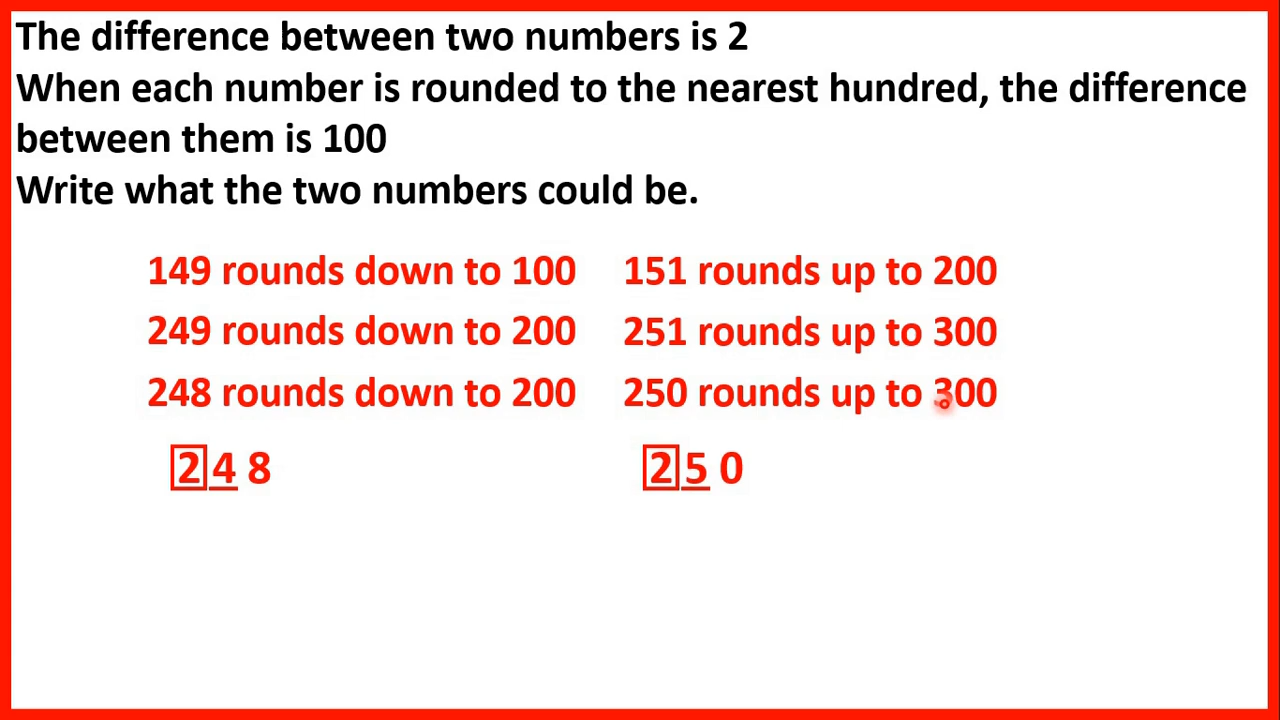 The difference between two numbers is 2
When each number is rounded to the nearest hundred, the difference
between them is 100
Write what the two numbers could be.
149 rounds down to 100 151 rounds up to 200
249 rounds down to 200 251 rounds up to 300
248 rounds down to 200 250 rounds up to 300
2 4 8 2 5 0